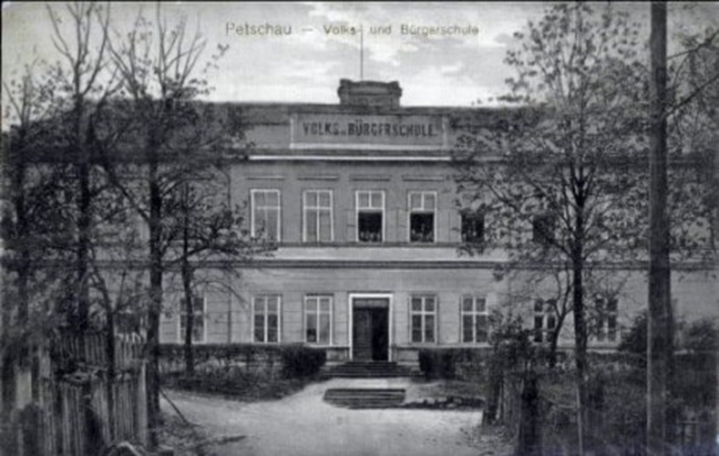 Petschau — Volks- und Bürgerschule
VOLKS u. BÜRGERSCHULE.